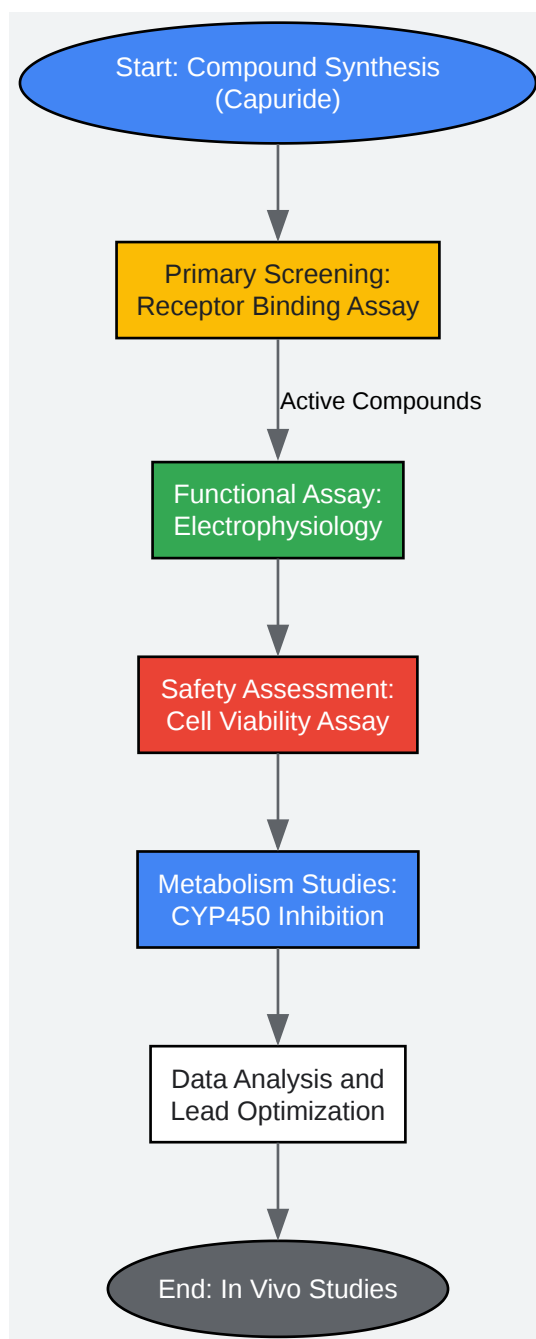 Start: Compound Synthesis
(Capuride)
Primary Screening:
Receptor Binding Assay
Active Compounds
Functional Assay:
Electrophysiology
Safety Assessment:
Cell Viability Assay
Metabolism Studies:
CYP450 Inhibition
Data Analysis and
Lead Optimization
End: In Vivo Studies